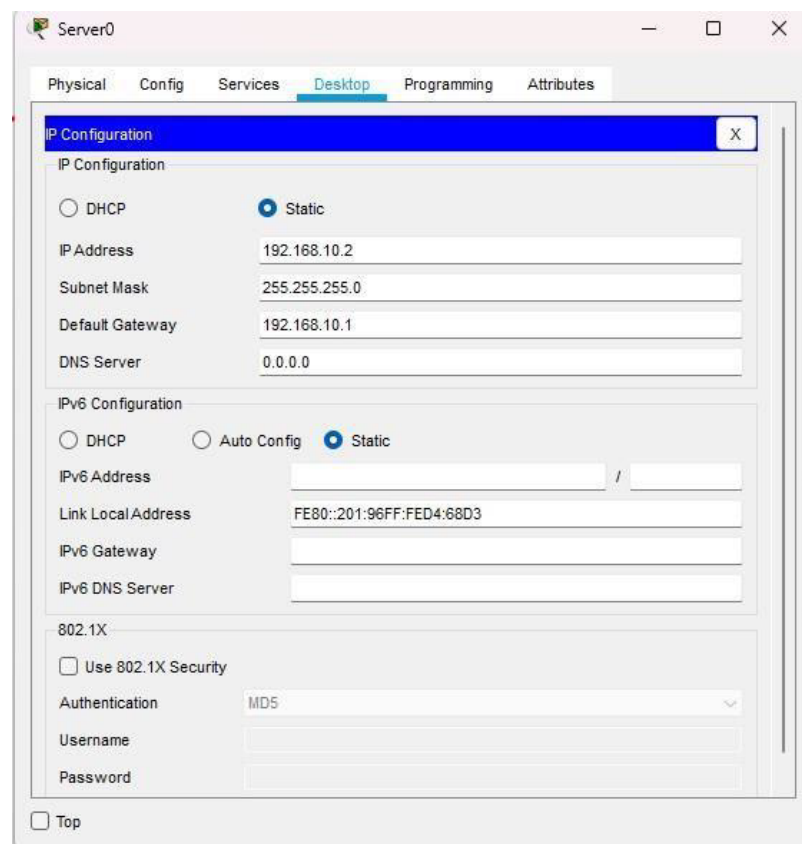 Server0
Physical Config Services Desktop Programming Attributes
IP Configuration X
IP Configuration
DHCP Static
IP Address 192.168.10.2
Subnet Mask 255.255.255.0
Default Gateway 192.168.10.1
DNS Server 0.0.0.0
IPv6 Configuration
DHCP Auto Config Static
IPv6 Address /
Link Local Address FE80::201:96FF:FED4:68D3
IPv6 Gateway
IPv6 DNS Server
802.1X
Use 802.1X Security
Authentication MD5
Username
Password
Top